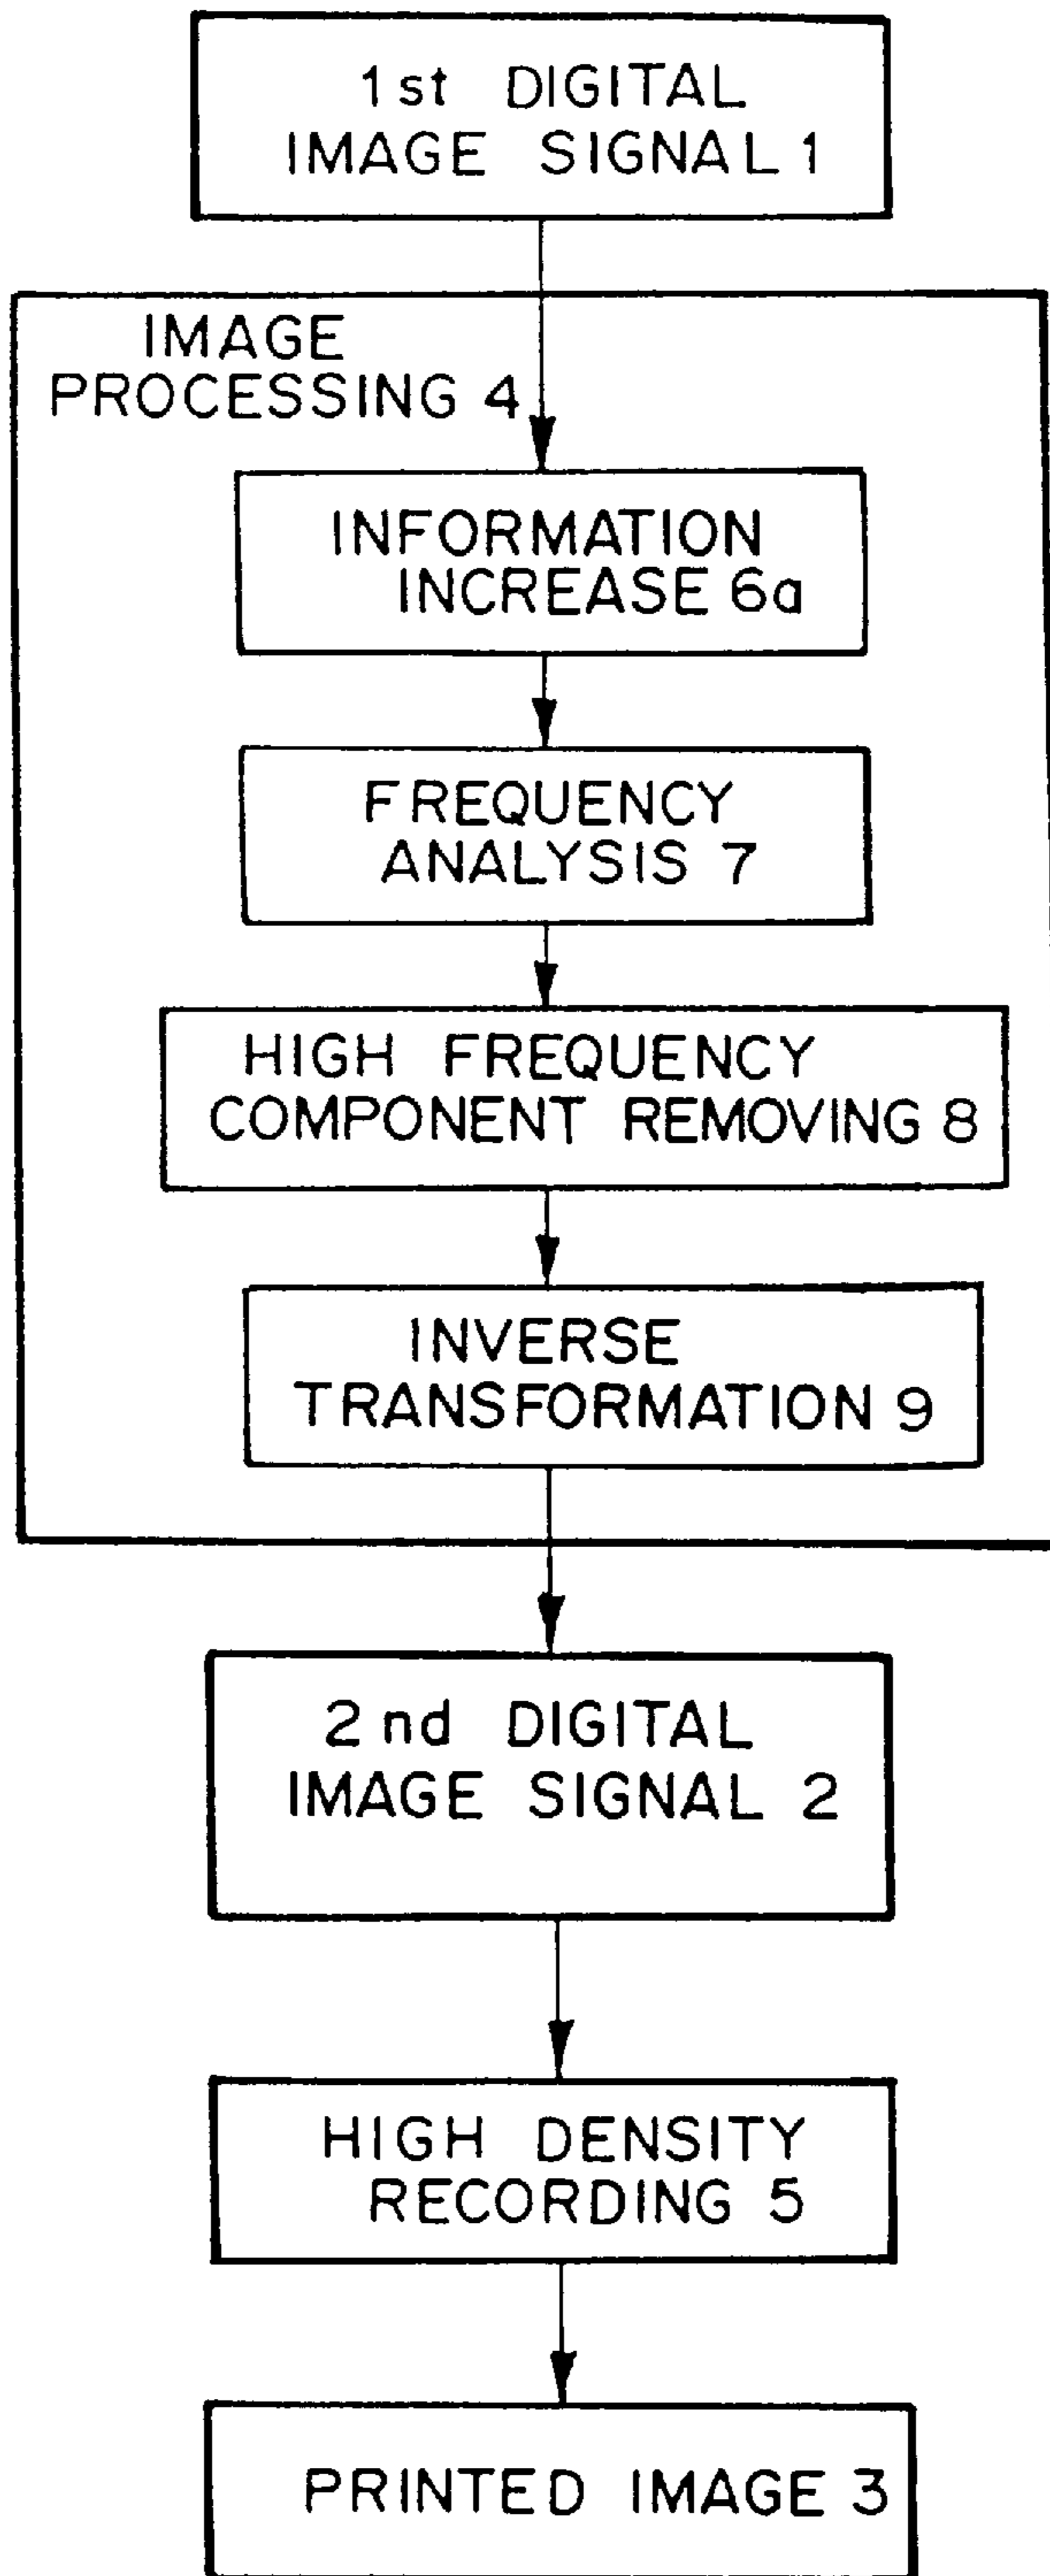 1st DIGITAL
IMAGE SIGNAL 1
IMAGE
PROCESSING 4
INFORMATION
INCREASE 6a
FREQUENCY
ANALYSIS 7
HIGH FREQUENCY
COMPONENT REMOVING 8
INVERSE
TRANSFORMATION 9
2nd DIGITAL
IMAGE SIGNAL 2
HIGH DENSITY
RECORDING 5
PRINTED IMAGE 3